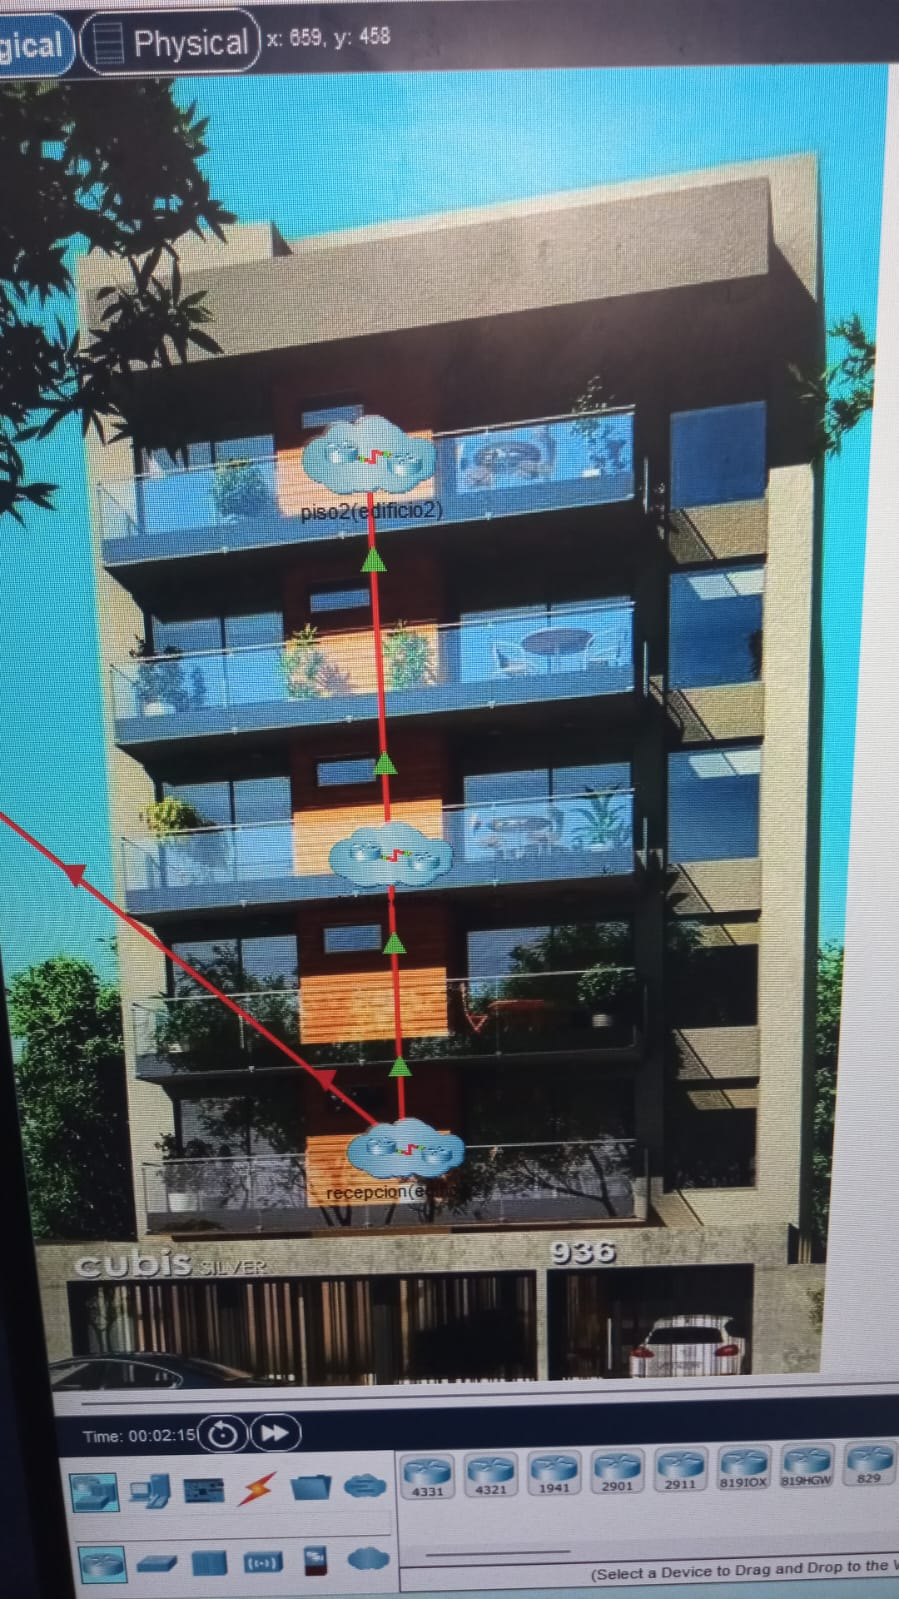 gical
Physical
x: 659, y: 458
piso2(edificio2)
recepcion(
cubis SILVER
936
Time: 00:02:15
4331
4321
1941
2901
2911
819IOX
819HGW
829
(Select a Device to Drag and Drop to the